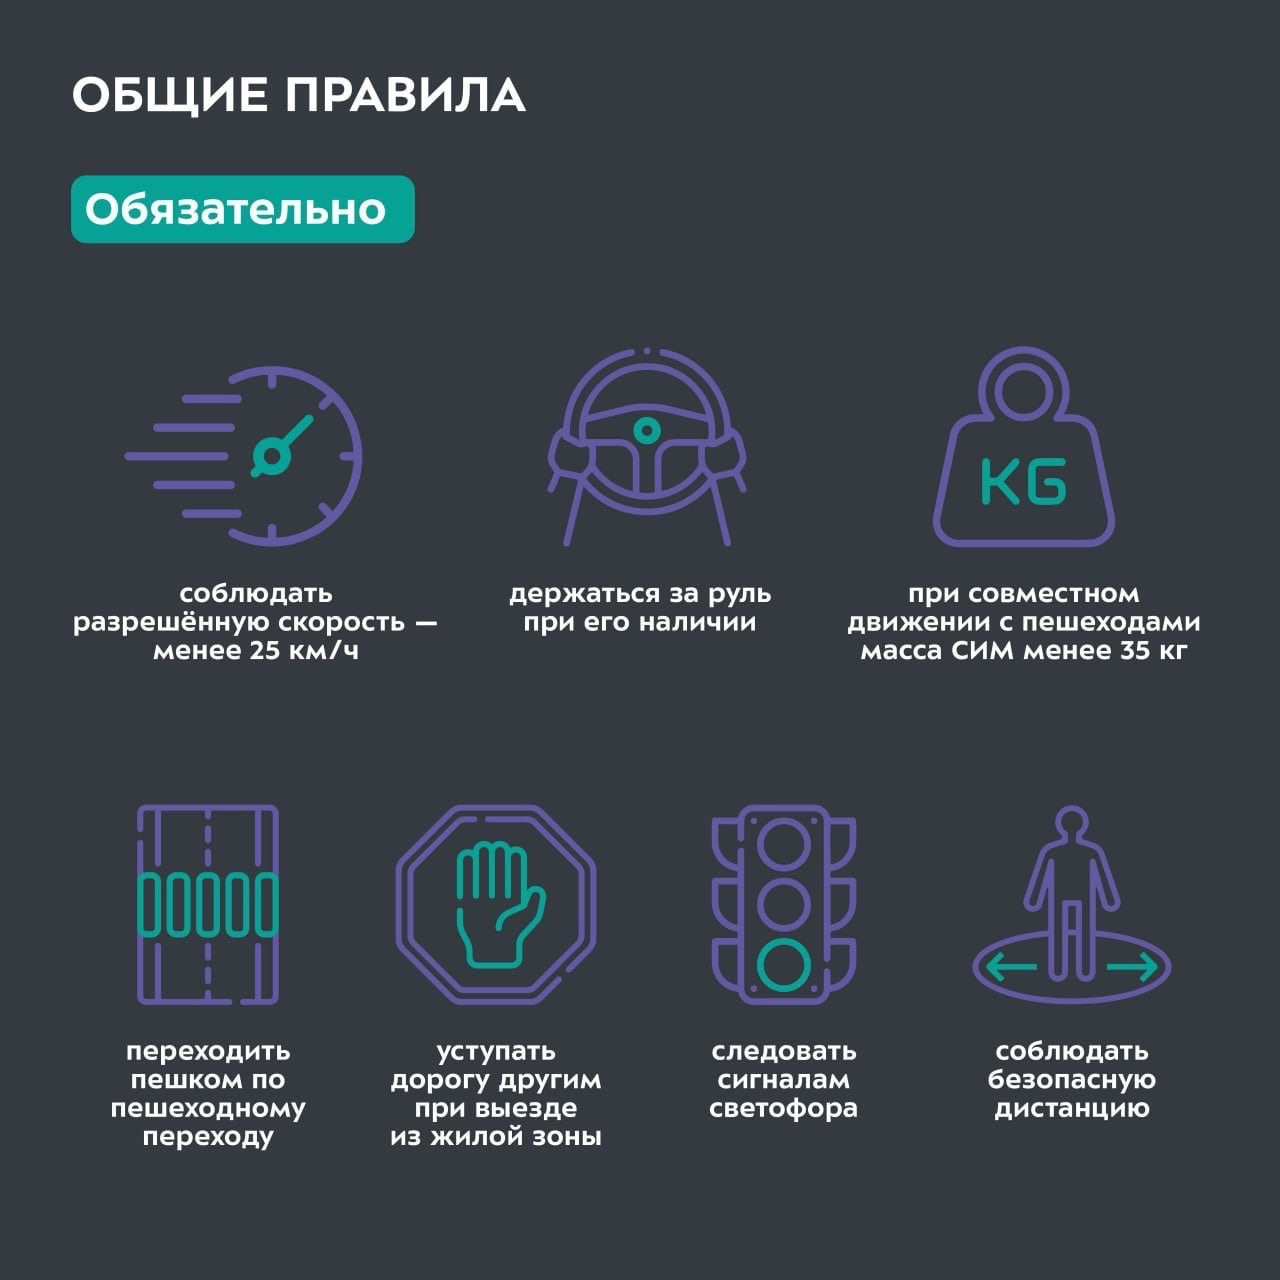 ОБЩИЕ ПРАВИЛА
Обязательно
соблюдать
разрешённую скорость —
менее 25 км/ч
держаться за руль
при его наличии
KG
при совместном
движении с пешеходами
масса СИМ менее 35 кг
переходить
пешком по
пешеходному
переходу
уступать
дорогу другим
при выезде
из жилой зоны
следовать
сигналам
светофора
соблюдать
безопасную
дистанцию